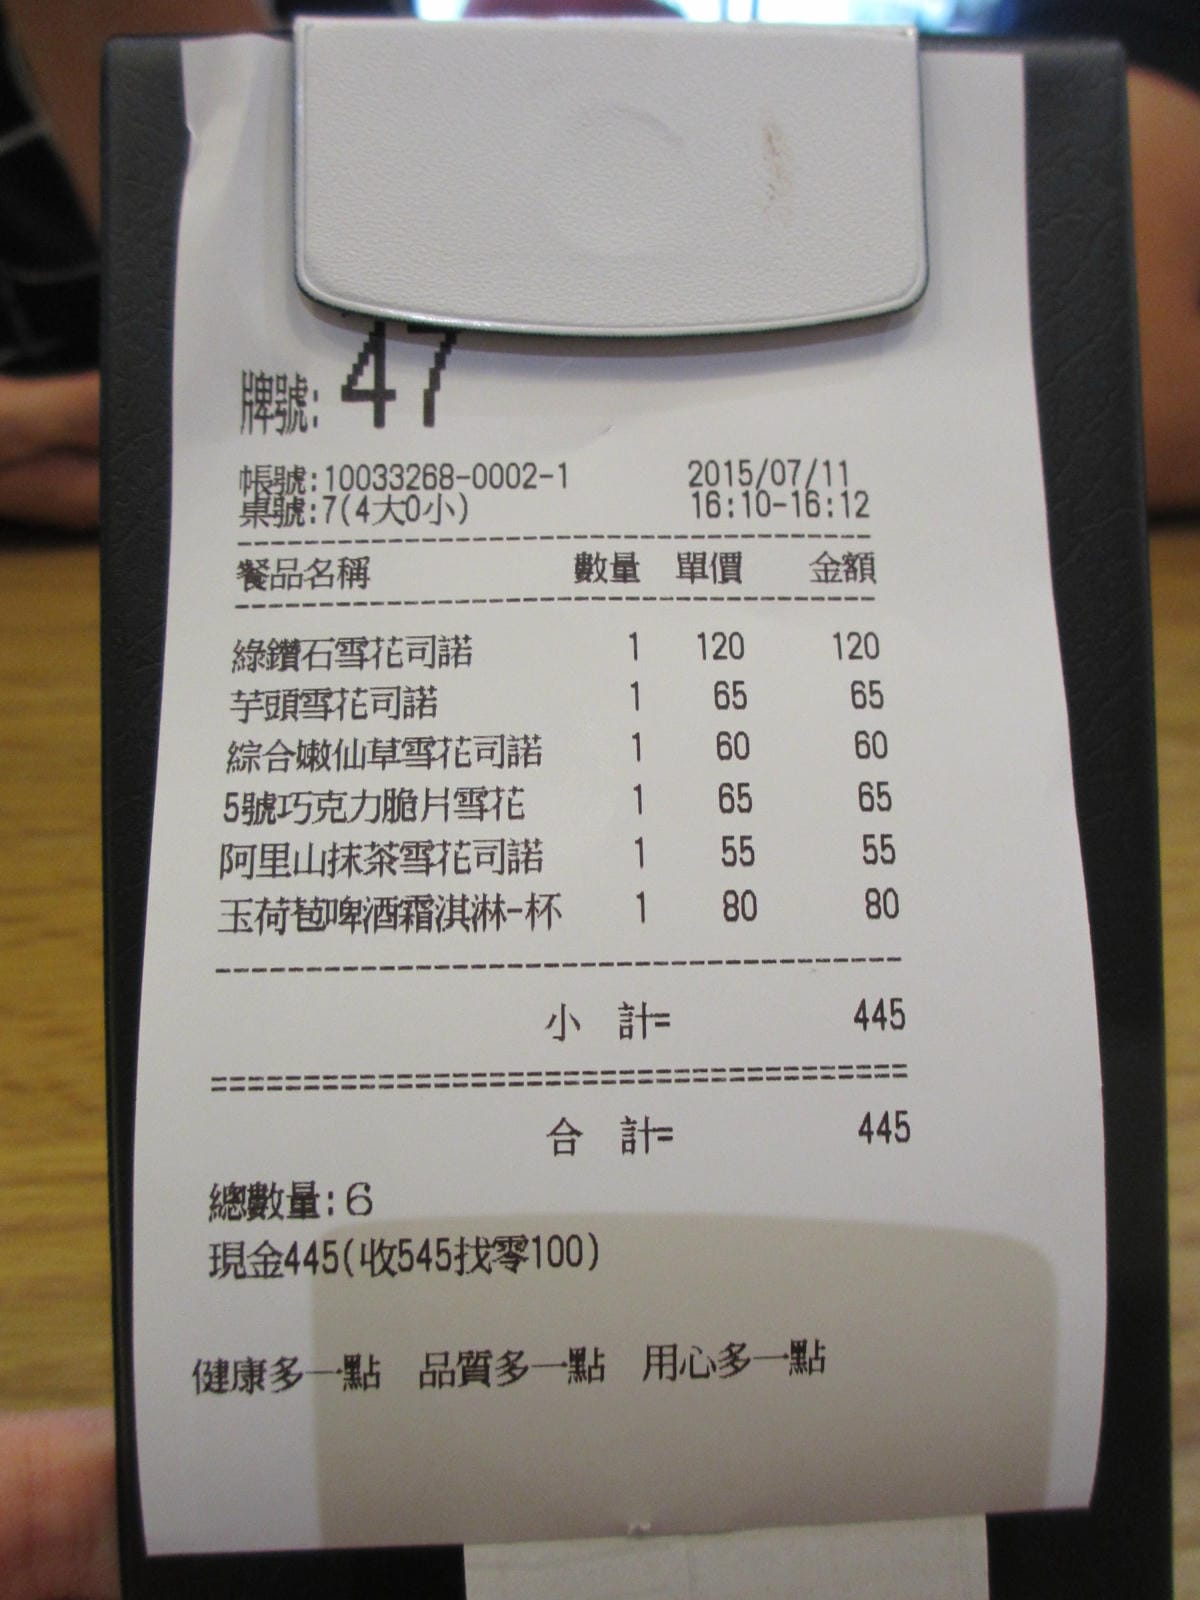 牌號: 47
帳號:10033268-0002-1 2015/07/11
桌號:7(4大0小) 16:10-16:12
餐品名稱 數量 單價 金額
綠鑽石雪花司諾 1 120 120
芋頭雪花司諾 1 65 65
綜合嫩仙草雪花司諾 1 60 60
5號巧克力脆片雪花 1 65 65
阿里山抹茶雪花司諾 1 55 55
玉荷苞啤酒霜淇淋-杯 1 80 80
小 計= 445
合 計= 445
總數量:6
現金445(收545找零100)
健康多一點 品質多一點 用心多一點